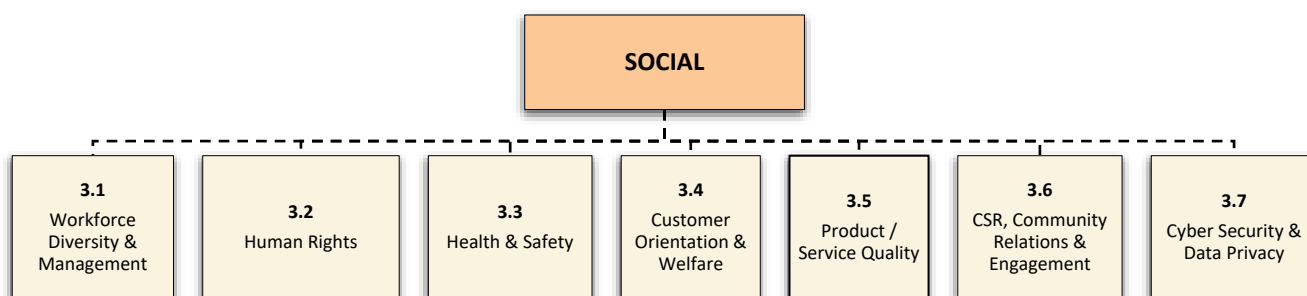 SOCIAL
3.1
Workforce
Diversity &
Management
3.2
Human Rights
3.3
Health & Safety
3.4
Customer
Orientation &
Welfare
3.5
Product /
Service Quality
3.6
CSR, Community
Relations &
Engagement
3.7
Cyber Security &
Data Privacy